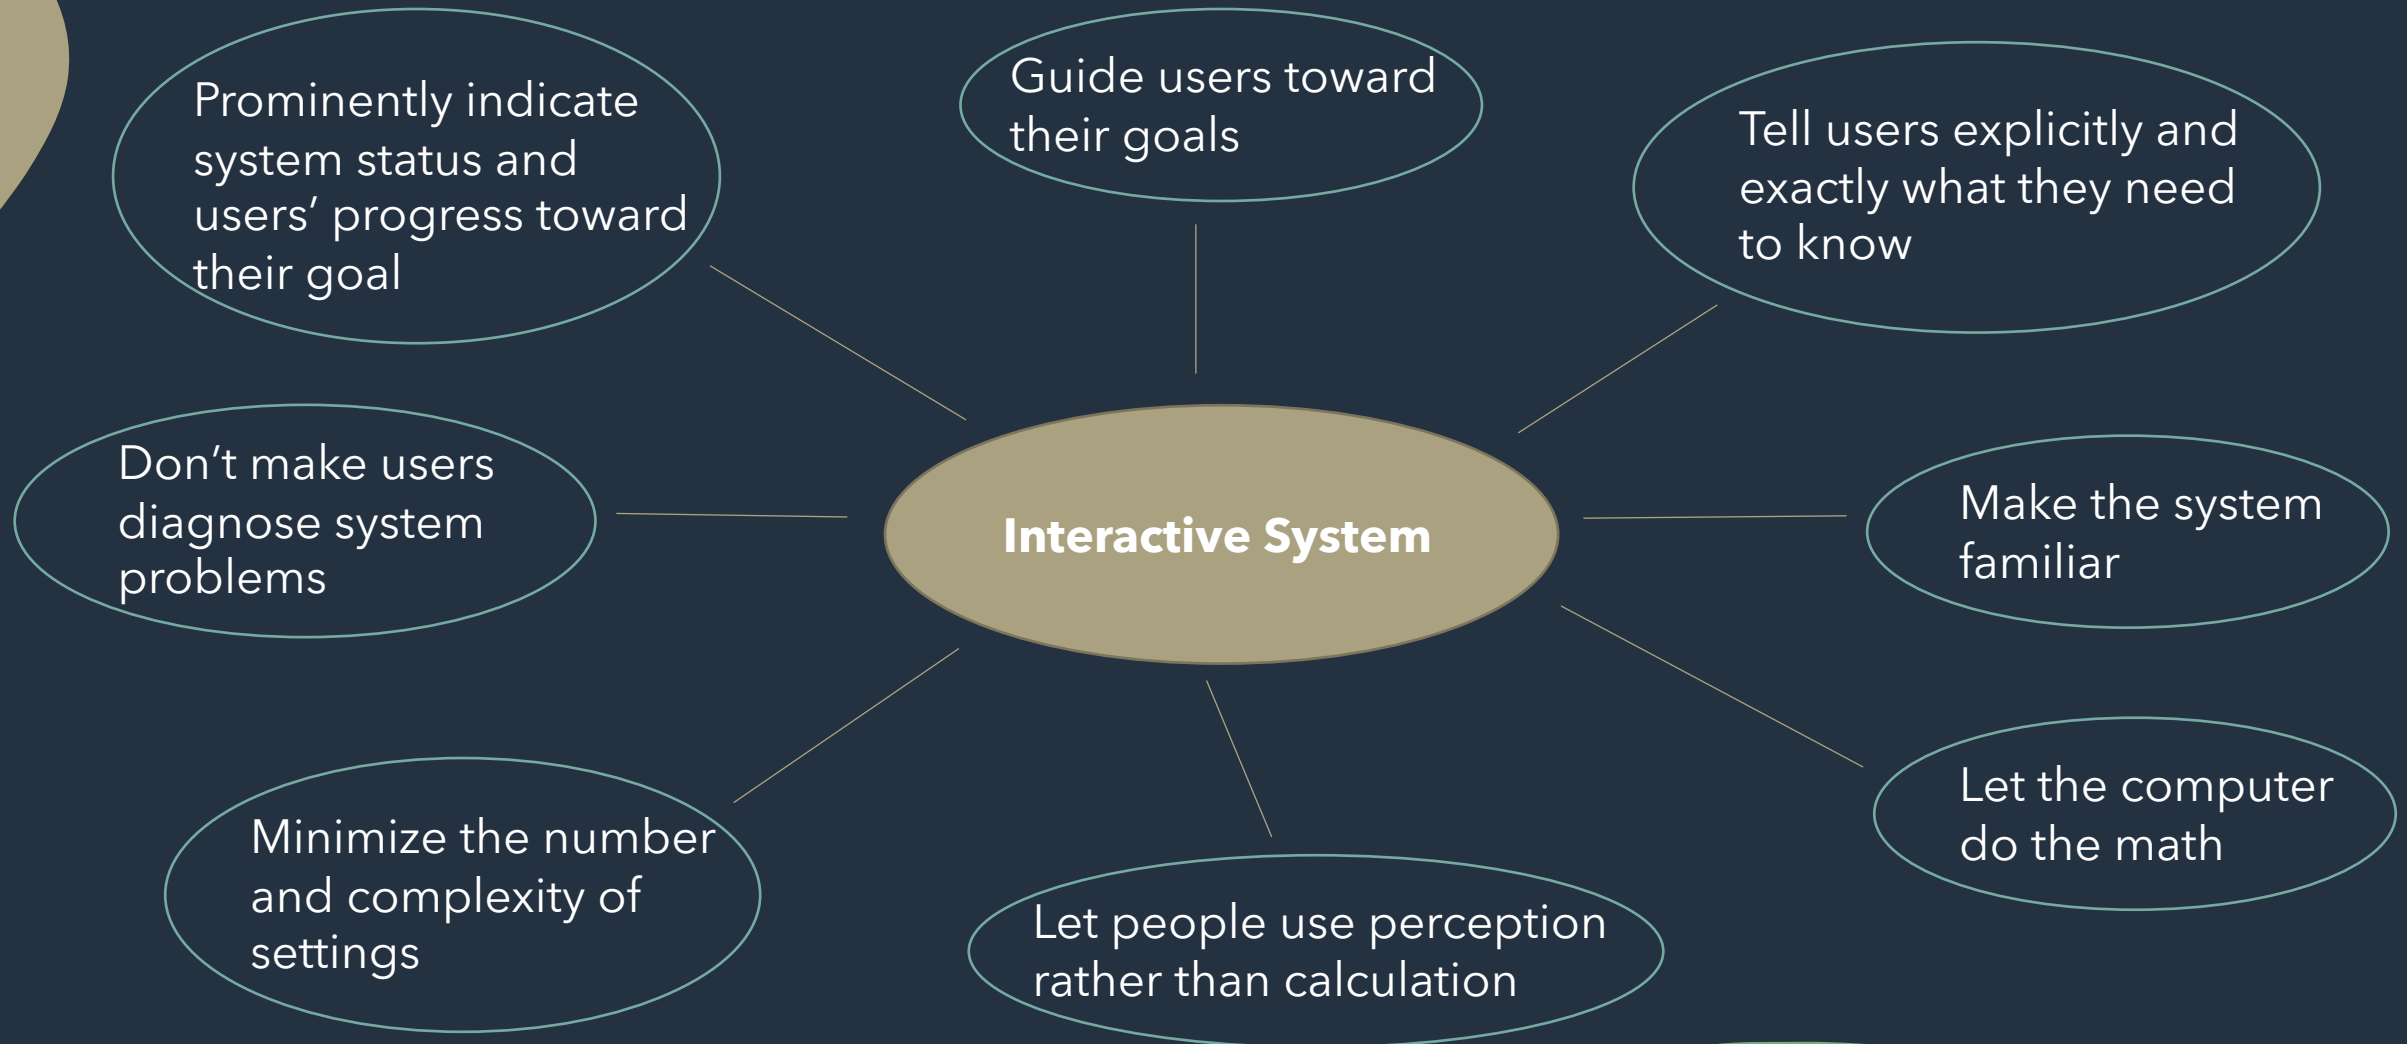 Prominently indicate
system status and
users’ progress toward
their goal
Guide users toward
their goals
Tell users explicitly and
exactly what they need
to know
Don’t make users
diagnose system
problems
Interactive System
Make the system
familiar
Minimize the number
and complexity of
settings
Let people use perception
rather than calculation
Let the computer
do the math